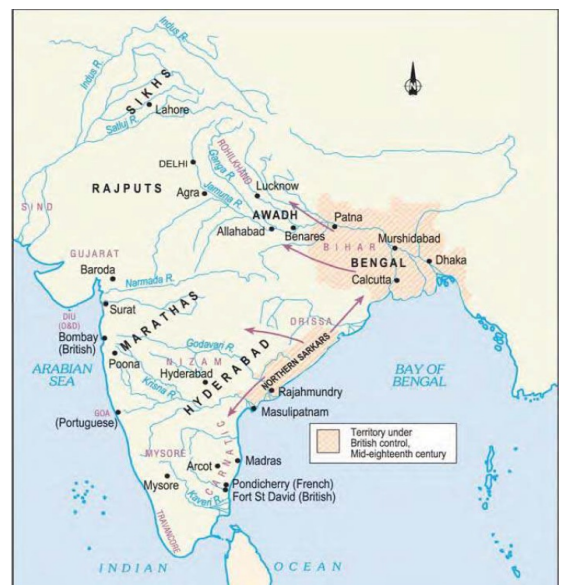 Indus R.
Indus R.
SIKHS
Lahore
Satluj R.
N
DELHI
Ganga R.
ROHILKHAND
RAJPUTS
Agra
Jamuna R.
Lucknow
AWADH
Patna
SIND
Allahabad
Benares
BIHAR
Murshidabad
BENGAL
Dhaka
GUJARAT
Baroda
Narmada R.
Calcutta
Surat
DIU
(O&D)
MARATHAS
ORISSA
Bombay
(British)
Godavari R.
NIZAM
HYDERABAD
NORTHERN SARKARS
ARABIAN
SEA
Poona
Hyderabad
Krisna R.
BAY OF
BENGAL
Rajahmundry
GOA
(Portuguese)
Masulipatnam
Territory under
British control,
Mid-eighteenth century
CARNATIC
MYSORE
Arcot
Madras
Mysore
Pondicherry (French)
Fort St David (British)
Kaveri R.
TRAVANCORE
INDIAN
OCEAN